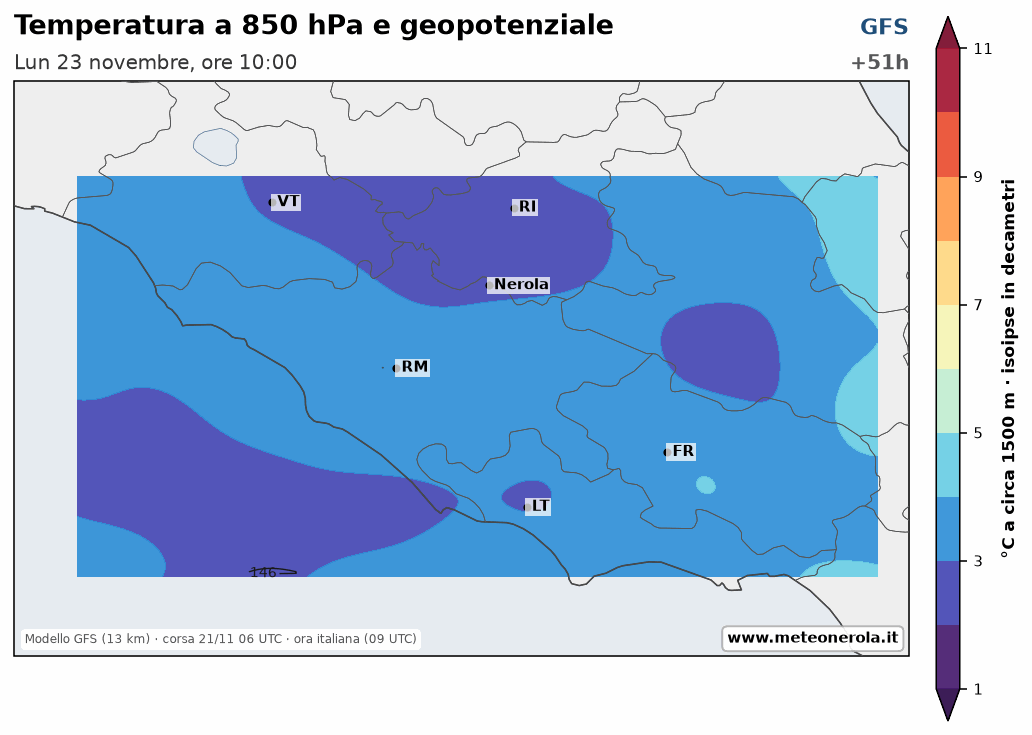 Temperatura a 850 hPa e geopotenziale
GFS
Lun 23 novembre, ore 10:00
+51h
VT
RI
Nerola
RM
FR
LT
146
Modello GFS (13 km) · corsa 21/11 06 UTC · ora italiana (09 UTC)
www.meteonerola.it
11
9
7
5
3
1
°C a circa 1500 m · isoipse in decametri